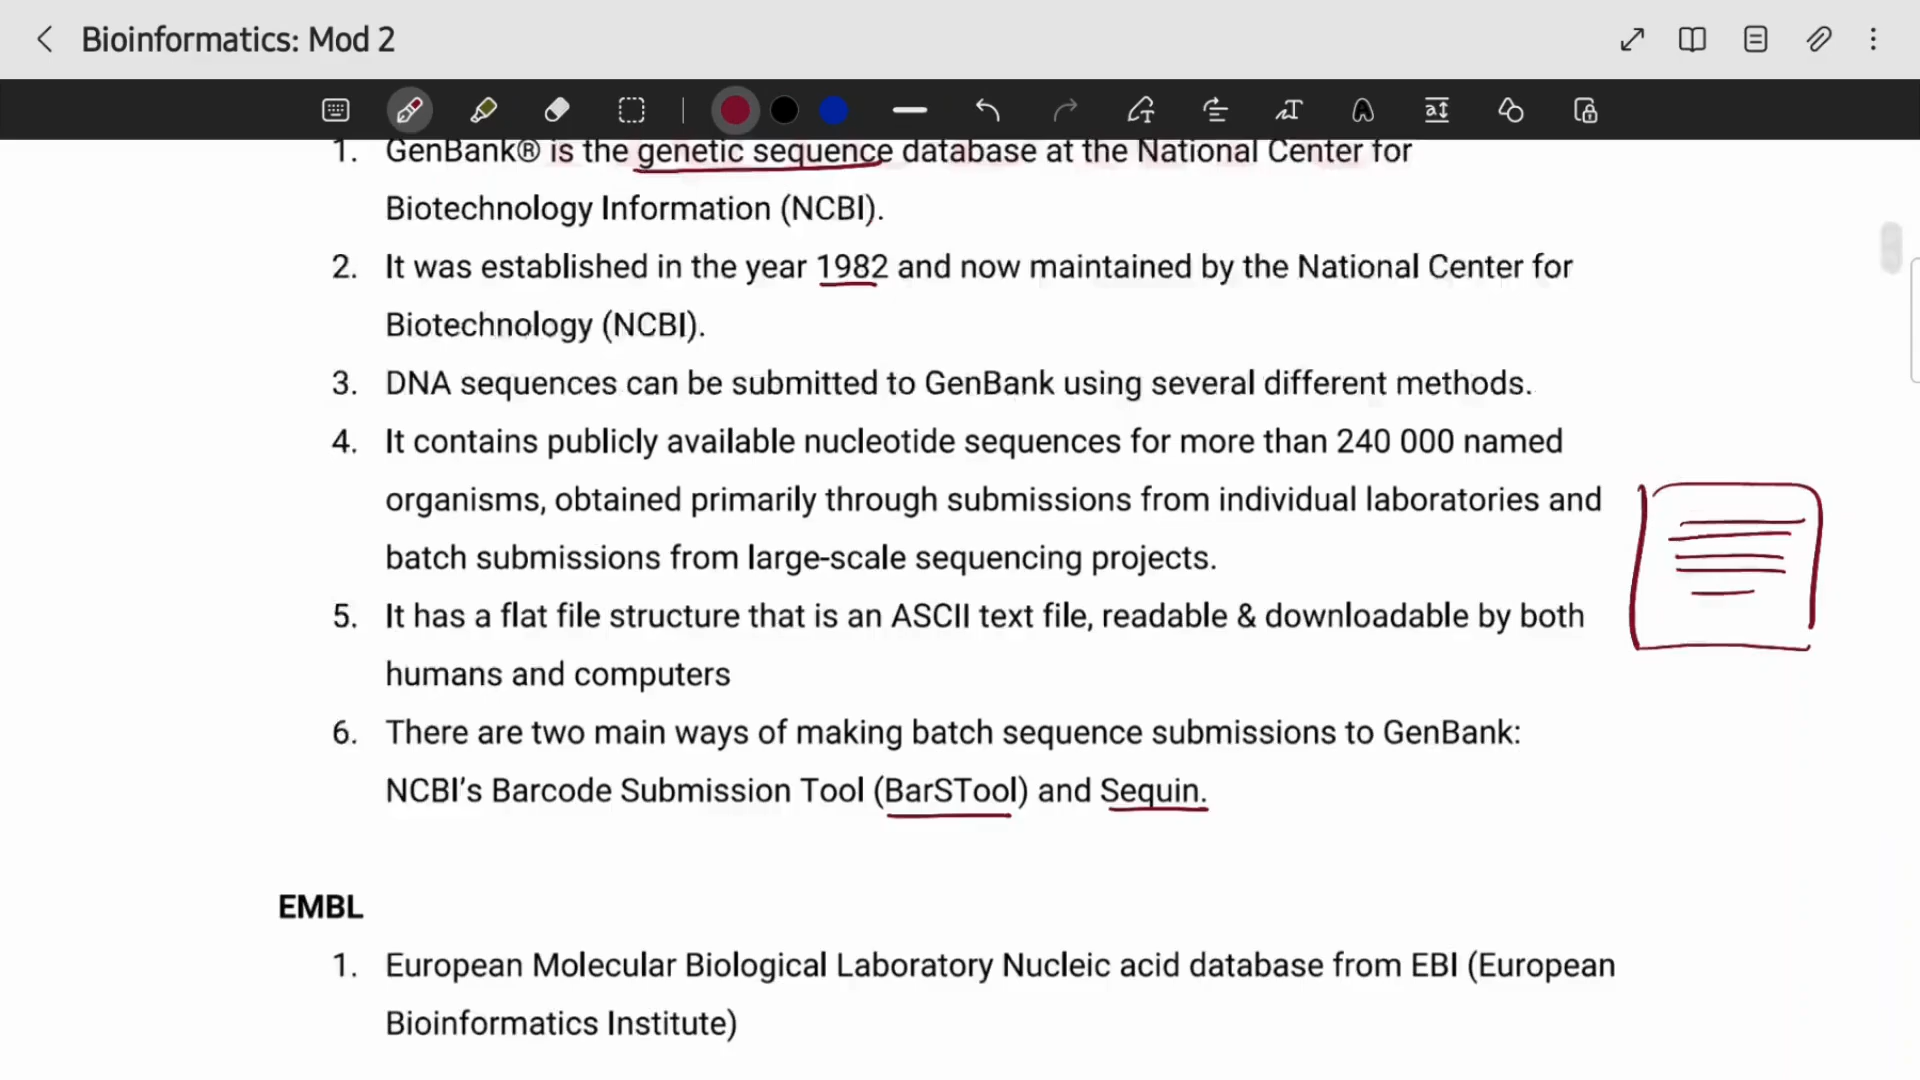 Bioinformatics: Mod 2
1. GenBank® is the genetic sequence database at the National Center for
Biotechnology Information (NCBI).
2. It was established in the year 1982 and now maintained by the National Center for
Biotechnology (NCBI).
3. DNA sequences can be submitted to GenBank using several different methods.
4. It contains publicly available nucleotide sequences for more than 240 000 named
organisms, obtained primarily through submissions from individual laboratories and
batch submissions from large-scale sequencing projects.
5. It has a flat file structure that is an ASCII text file, readable & downloadable by both
humans and computers
6. There are two main ways of making batch sequence submissions to GenBank:
NCBI’s Barcode Submission Tool (BarSTool) and Sequin.
EMBL
1. European Molecular Biological Laboratory Nucleic acid database from EBI (European
Bioinformatics Institute)